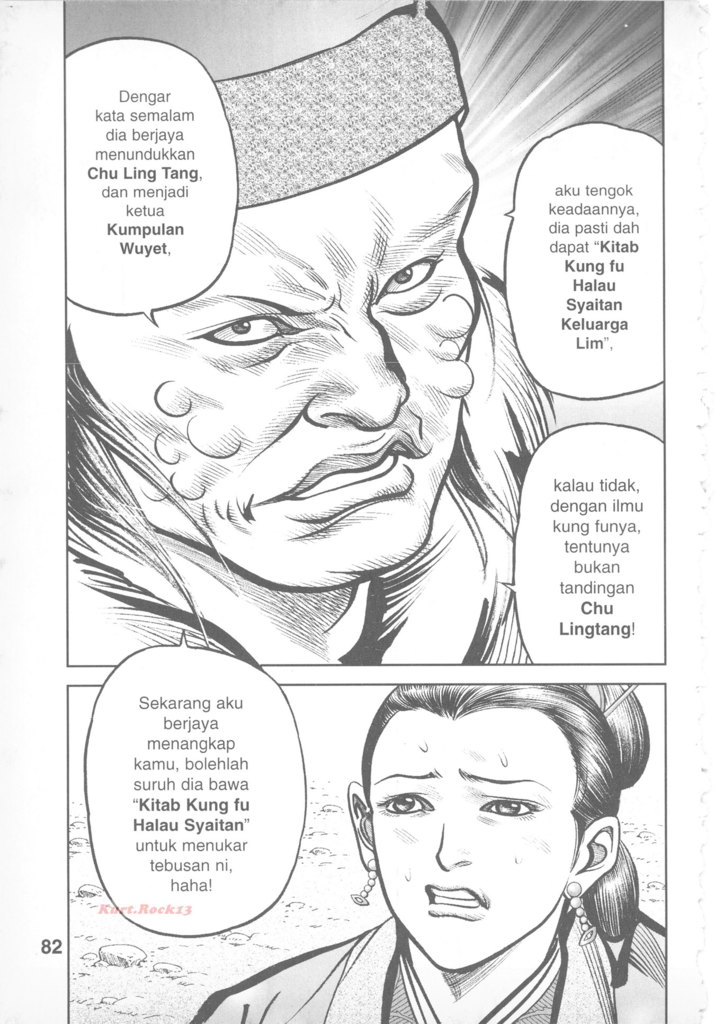 Dengar
kata semalam
dia berjaya
menundukkan
Chu Ling Tang,
dan menjadi
ketua
Kumpulan
Wuyet,
aku tengok
keadaannya,
dia pasti dah
dapat “Kitab
Kung fu
Halau
Syaitan
Keluarga
Lim”,
kalau tidak,
dengan ilmu
kung funya,
tentunya
bukan
tandingan
Chu
Lingtang!
Sekarang aku
berjaya
menangkap
kamu, bolehlah
suruh dia bawa
“Kitab Kung fu
Halau Syaitan”
untuk menukar
tebusan ni,
haha!
Kurt.Rock13
82